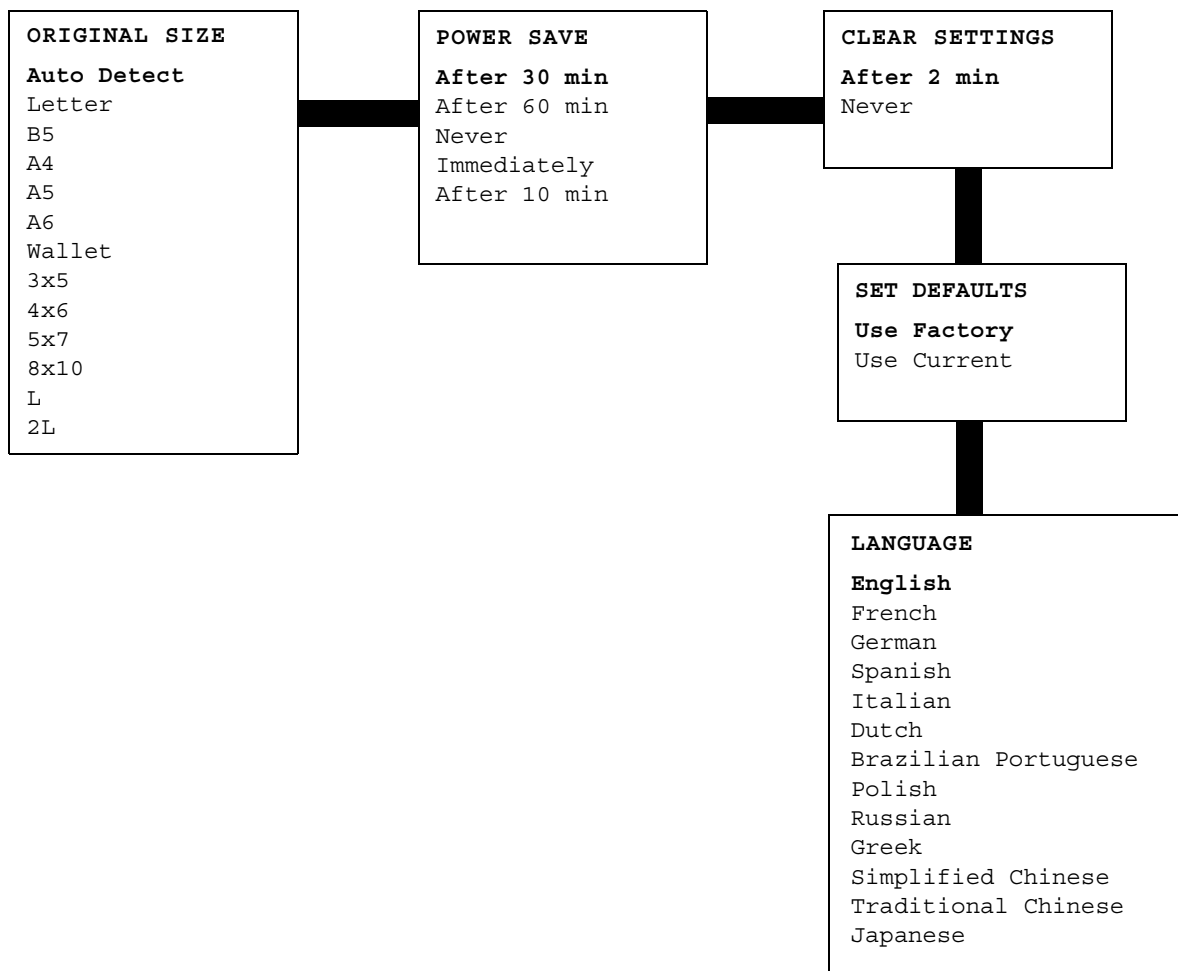 ORIGINAL SIZE
Auto Detect
Letter
B5
A4
A5
A6
Wallet
3x5
4x6
5x7
8x10
L
2L
POWER SAVE
After 30 min
After 60 min
Never
Immediately
After 10 min
CLEAR SETTINGS
After 2 min
Never
SET DEFAULTS
Use Factory
Use Current
LANGUAGE
English
French
German
Spanish
Italian
Dutch
Brazilian Portuguese
Polish
Russian
Greek
Simplified Chinese
Traditional Chinese
Japanese